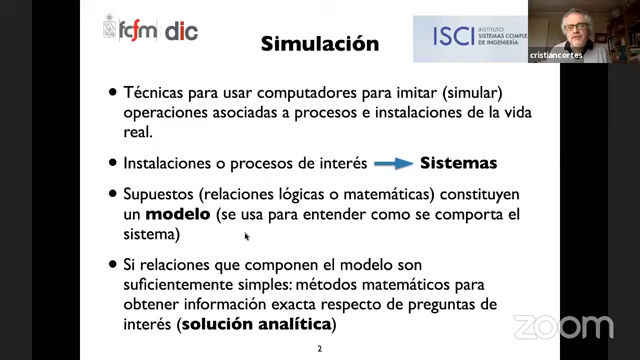 fcfm dic
Simulación
ISCI INSTITUTO
SISTEMAS COMPLEJOS
DE INGENIERÍA
cristiancortes
• Técnicas para usar computadores para imitar (simular)
operaciones asociadas a procesos e instalaciones de la vida
real.
• Instalaciones o procesos de interés → Sistemas
• Supuestos (relaciones lógicas o matemáticas) constituyen
un modelo (se usa para entender como se comporta el
sistema)
• Si relaciones que componen el modelo son
suficientemente simples: métodos matemáticos para
obtener información exacta respecto de preguntas de
interés (solución analítica)
2
zoom